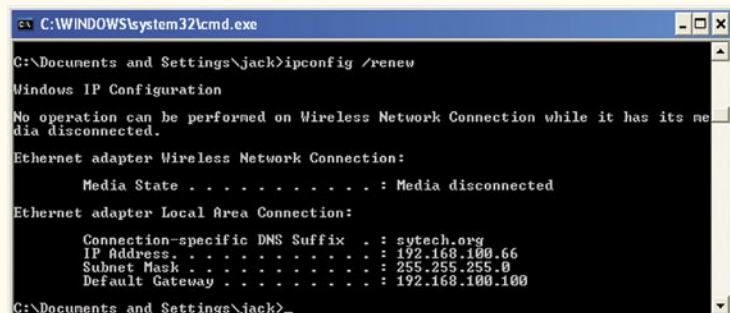 C:\WINDOWS\system32\cmd.exe
C:\Documents and Settings\jack>ipconfig /renew
Windows IP Configuration
No operation can be performed on Wireless Network Connection while it has its me
dia disconnected.
Ethernet adapter Wireless Network Connection:
Media State . . . . . . . . . . . : Media disconnected
Ethernet adapter Local Area Connection:
Connection-specific DNS Suffix  . : sytech.org
IP Address. . . . . . . . . . . . : 192.168.100.66
Subnet Mask . . . . . . . . . . . : 255.255.255.0
Default Gateway . . . . . . . . . : 192.168.100.100
C:\Documents and Settings\jack>_